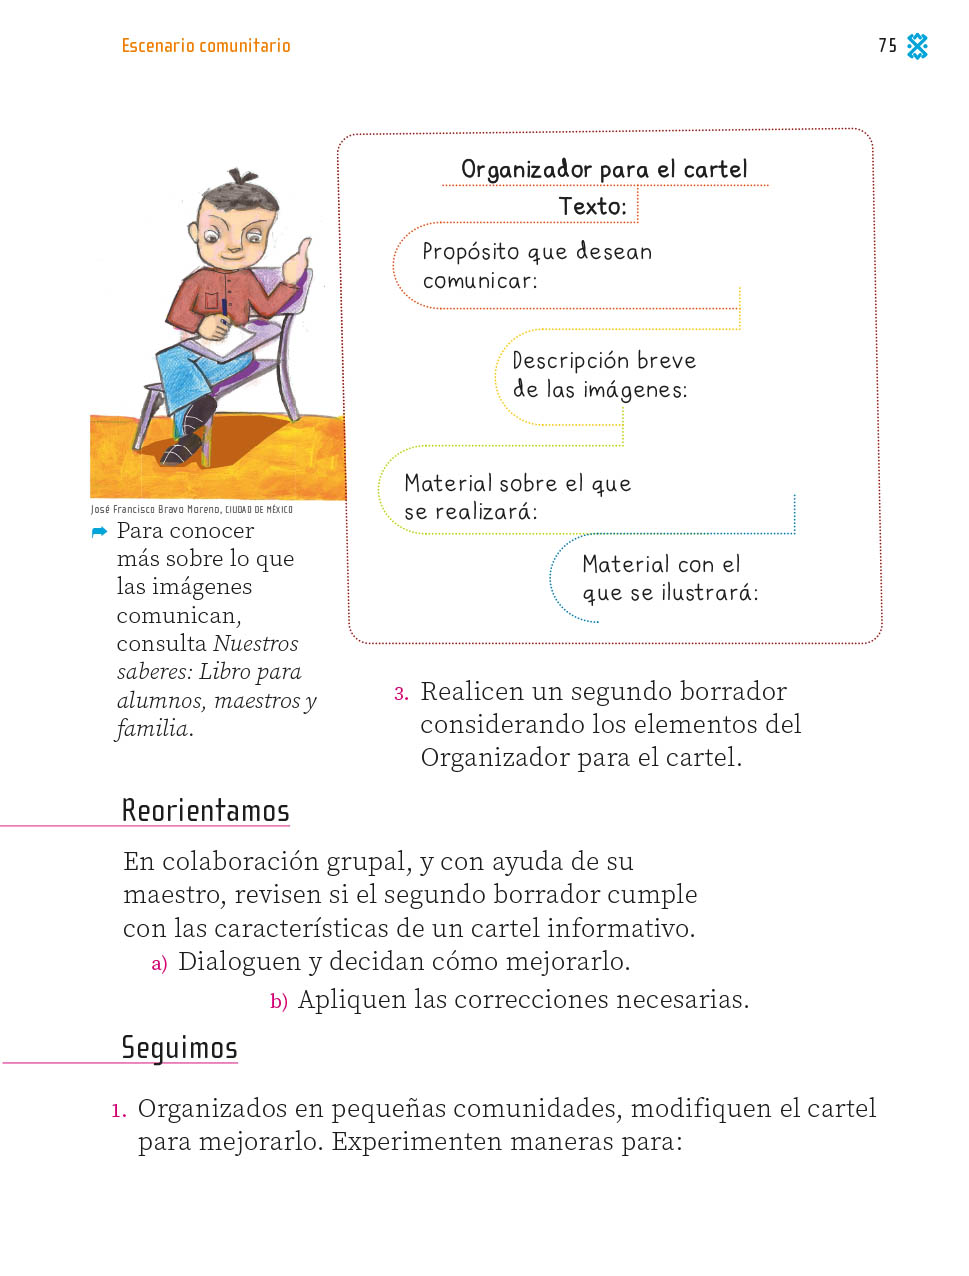 Escenario comunitario
75
Organizador para el cartel
Texto:
Propósito que desean
comunicar:
Descripción breve
de las imágenes:
Material sobre el que
se realizará:
Material con el
que se ilustrará:
José Francisco Bravo Moreno, CIUDAD DE MÉXICO
Para conocer
más sobre lo que
las imágenes
comunican,
consulta Nuestros
saberes: Libro para
alumnos, maestros y
familia.
3. Realicen un segundo borrador
considerando los elementos del
Organizador para el cartel.
Reorientamos
En colaboración grupal, y con ayuda de su
maestro, revisen si el segundo borrador cumple
con las características de un cartel informativo.
a) Dialoguen y decidan cómo mejorarlo.
b) Apliquen las correcciones necesarias.
Seguimos
1. Organizados en pequeñas comunidades, modifiquen el cartel
para mejorarlo. Experimenten maneras para: